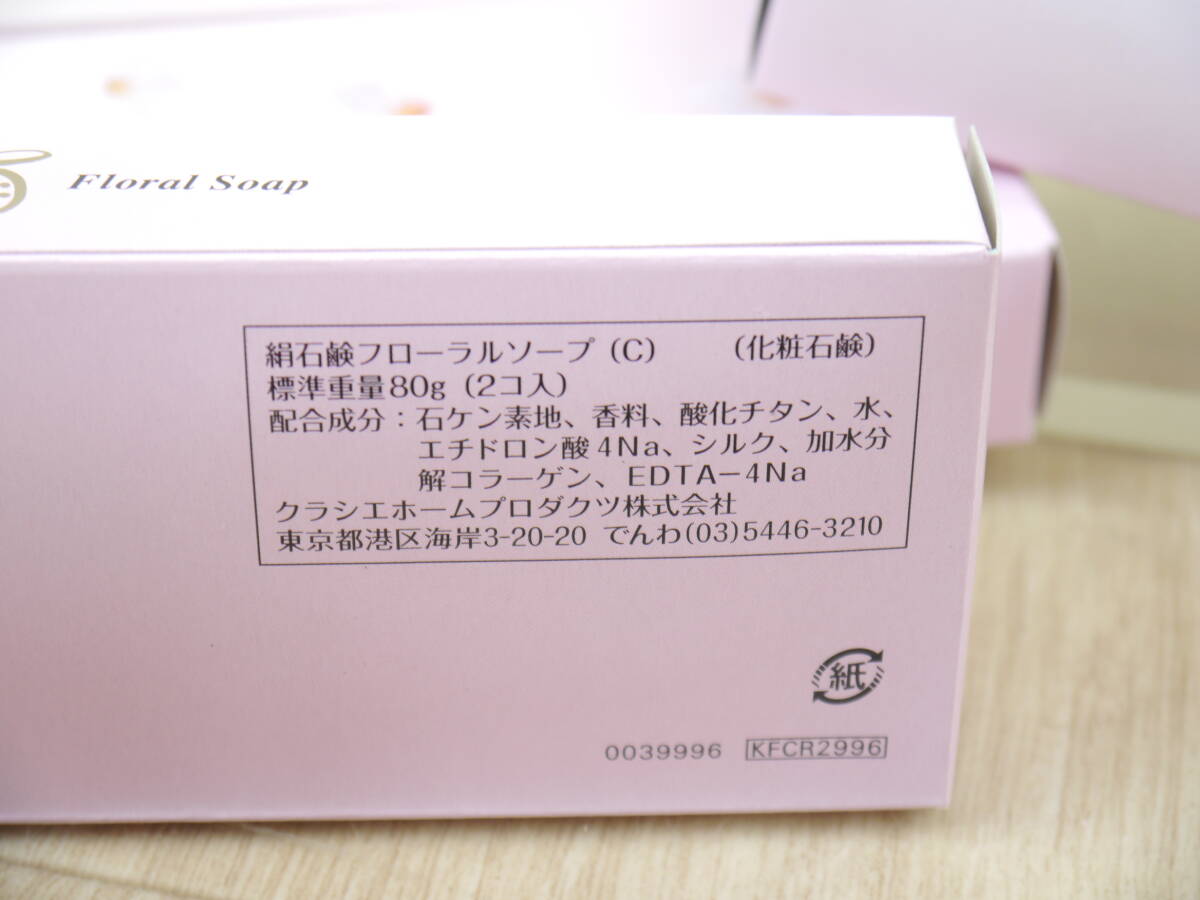 Floral Soap
絹石鹸フローラルソープ（C）　（化粧石鹸）
標準重量80g（2コ入）
配合成分：石ケン素地、香料、酸化チタン、水、
エチドロン酸4Na、シルク、加水分
解コラーゲン、EDTA－4Na
クラシエホームプロダクツ株式会社
東京都港区海岸3-20-20 でんわ(03)5446-3210
紙
0039996 KFCR2996